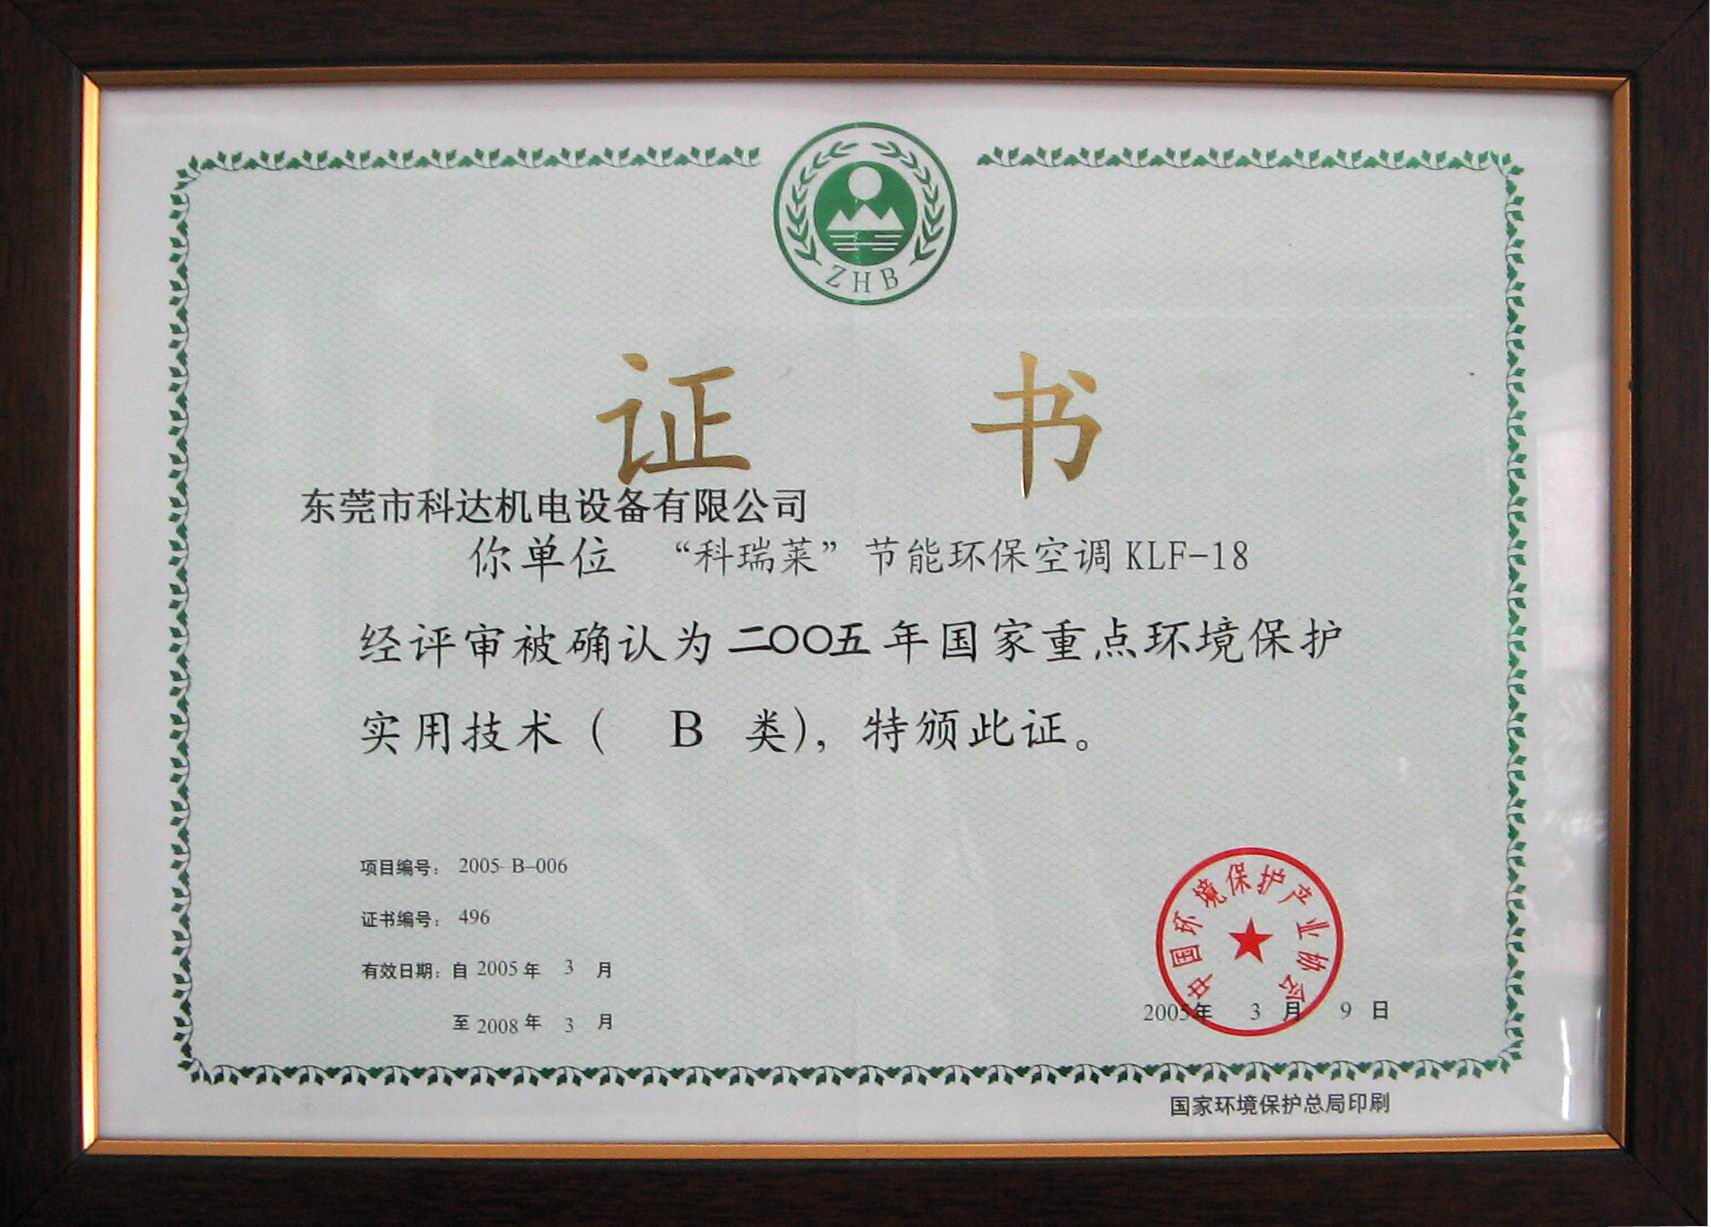 ZHB
证 书
东莞市科达机电设备有限公司
你单位 “科瑞莱”节能环保空调KLF-18
经评审被确认为二〇〇五年国家重点环境保护
实用技术( B 类),特颁此证。
项目编号: 2005-B-006
证书编号: 496
有效日期: 自 2005 年 3 月
至 2008 年 3 月
中国环境保护产业协会
2005年 3 月 9 日
国家环境保护总局印刷